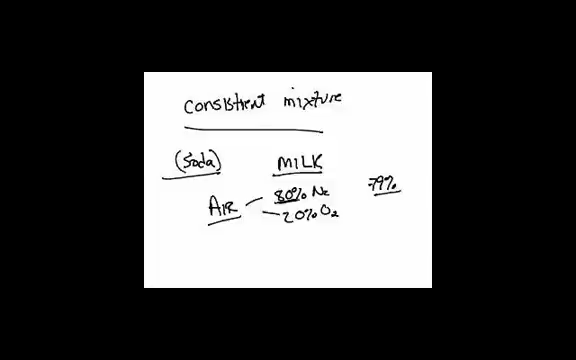 consistent mixture
(Soda) MILK
79%
80% N2
AIR
20% O2